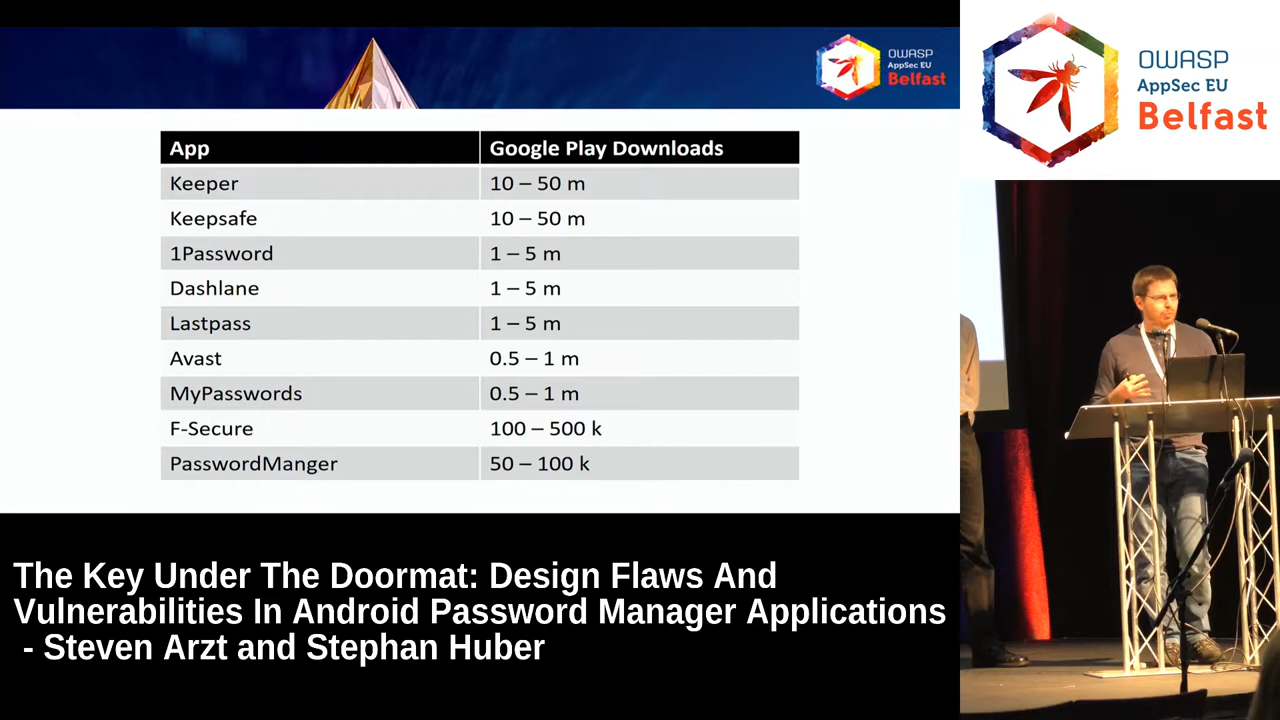 OWASP
AppSec EU
Belfast
OWASP
AppSec EU
Belfast
App Google Play Downloads
Keeper 10 – 50 m
Keepsafe 10 – 50 m
1Password 1 – 5 m
Dashlane 1 – 5 m
Lastpass 1 – 5 m
Avast 0.5 – 1 m
MyPasswords 0.5 – 1 m
F-Secure 100 – 500 k
PasswordManger 50 – 100 k
The Key Under The Doormat: Design Flaws And
Vulnerabilities In Android Password Manager Applications
- Steven Arzt and Stephan Huber